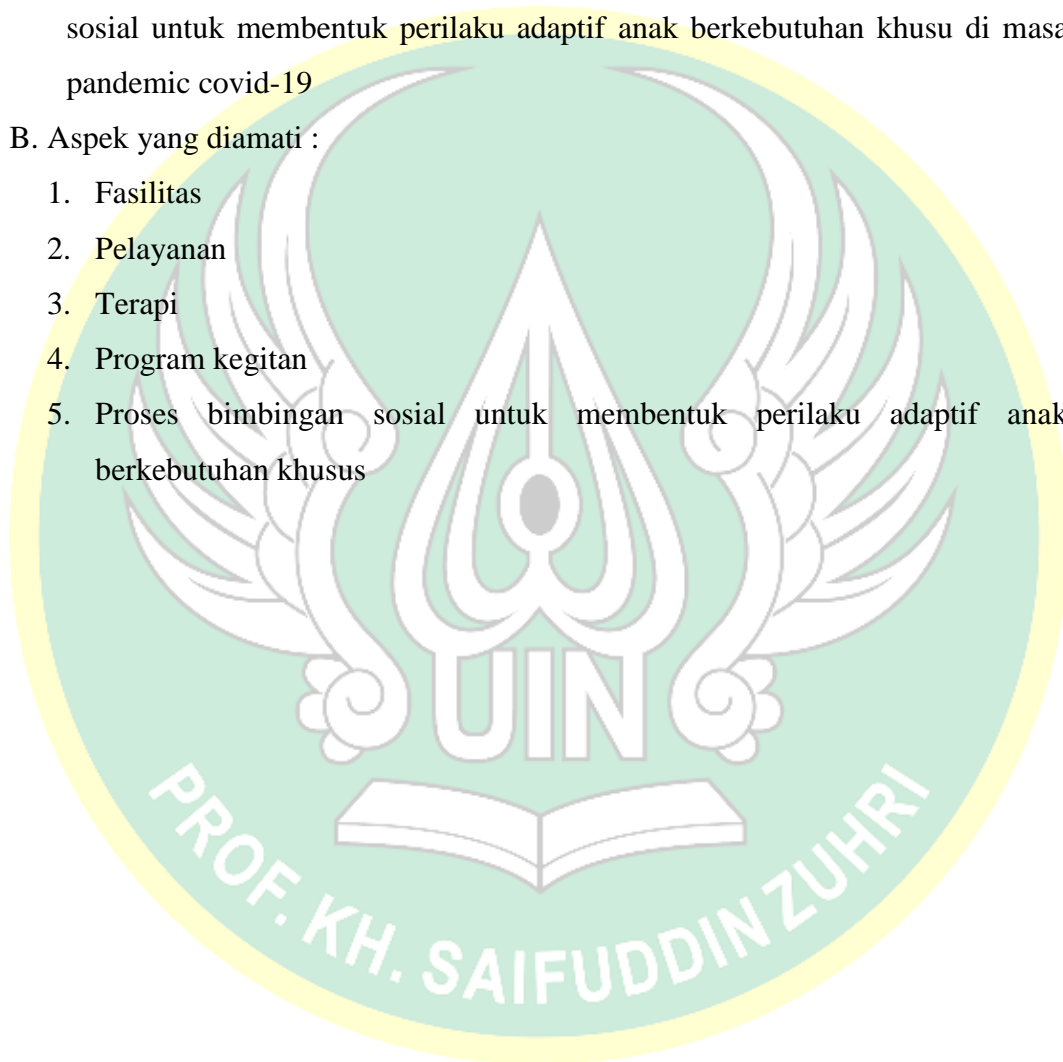 sosial untuk membentuk perilaku adaptif anak berkebutuhan khusu di masa
pandemic covid-19
B. Aspek yang diamati :
1. Fasilitas
2. Pelayanan
3. Terapi
4. Program kegitan
5. Proses bimbingan sosial untuk membentuk perilaku adaptif anak
berkebutuhan khusus
UIN
PROF. KH. SAIFUDDIN ZUHRI